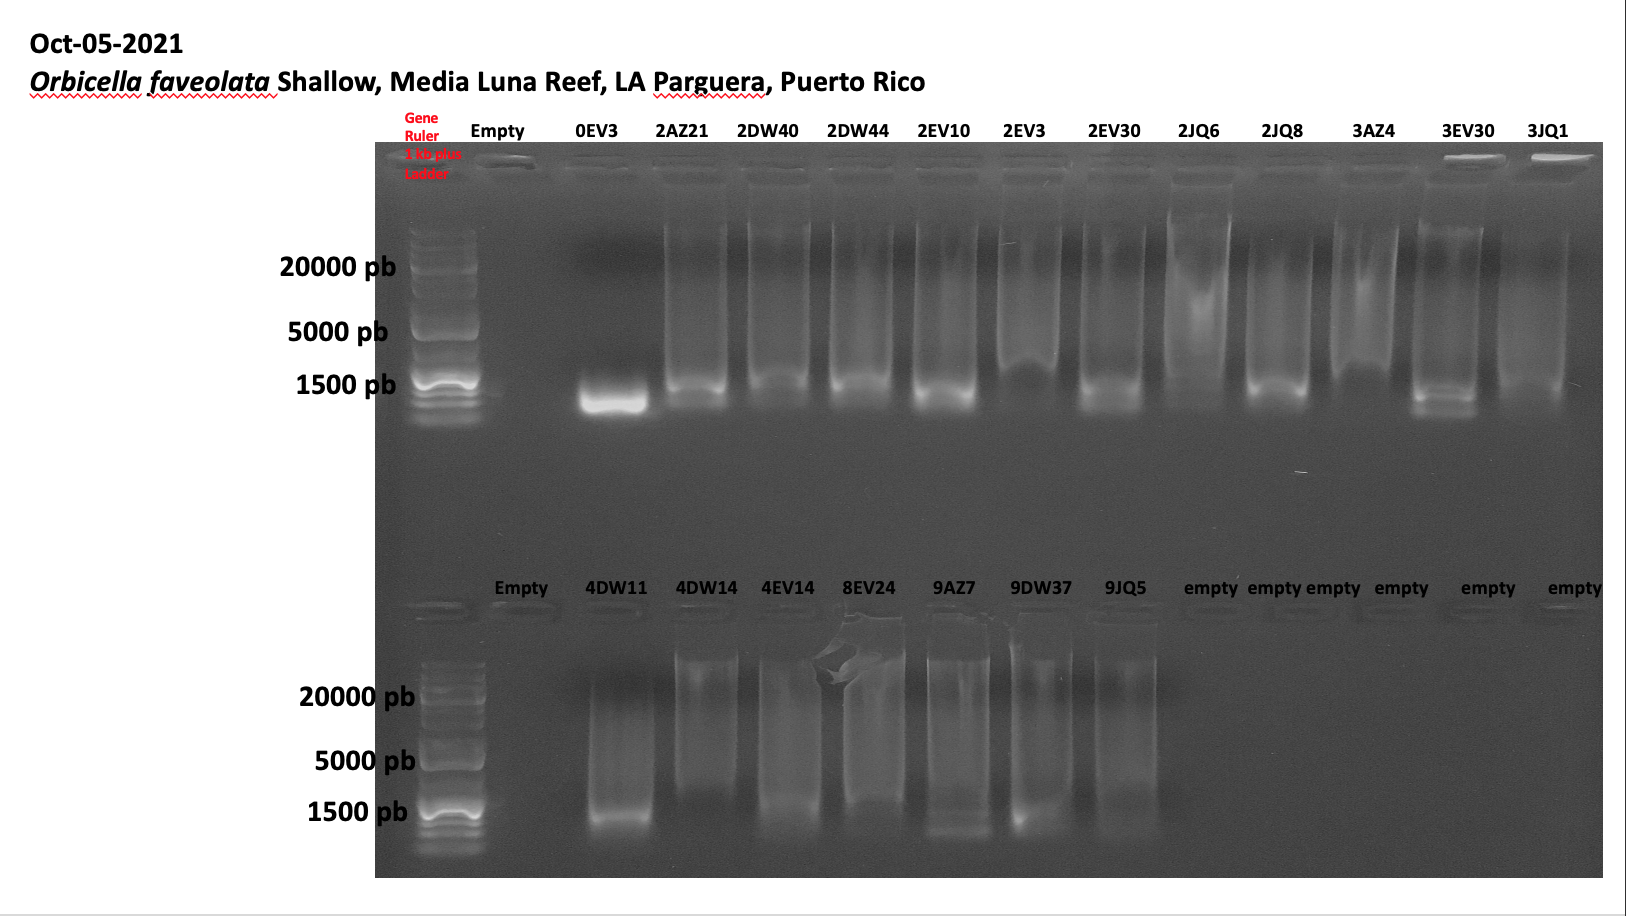 Oct-05-2021
Orbicella faveolata Shallow, Media Luna Reef, LA Parguera, Puerto Rico
Gene
Ruler
1 kb plus
Ladder
Empty 0EV3 2AZ21 2DW40 2DW44 2EV10 2EV3 2EV30 2JQ6 2JQ8 3AZ4 3EV30 3JQ1
20000 pb
5000 pb
1500 pb
Empty 4DW11 4DW14 4EV14 8EV24 9AZ7 9DW37 9JQ5 empty empty empty empty empty empty
20000 pb
5000 pb
1500 pb